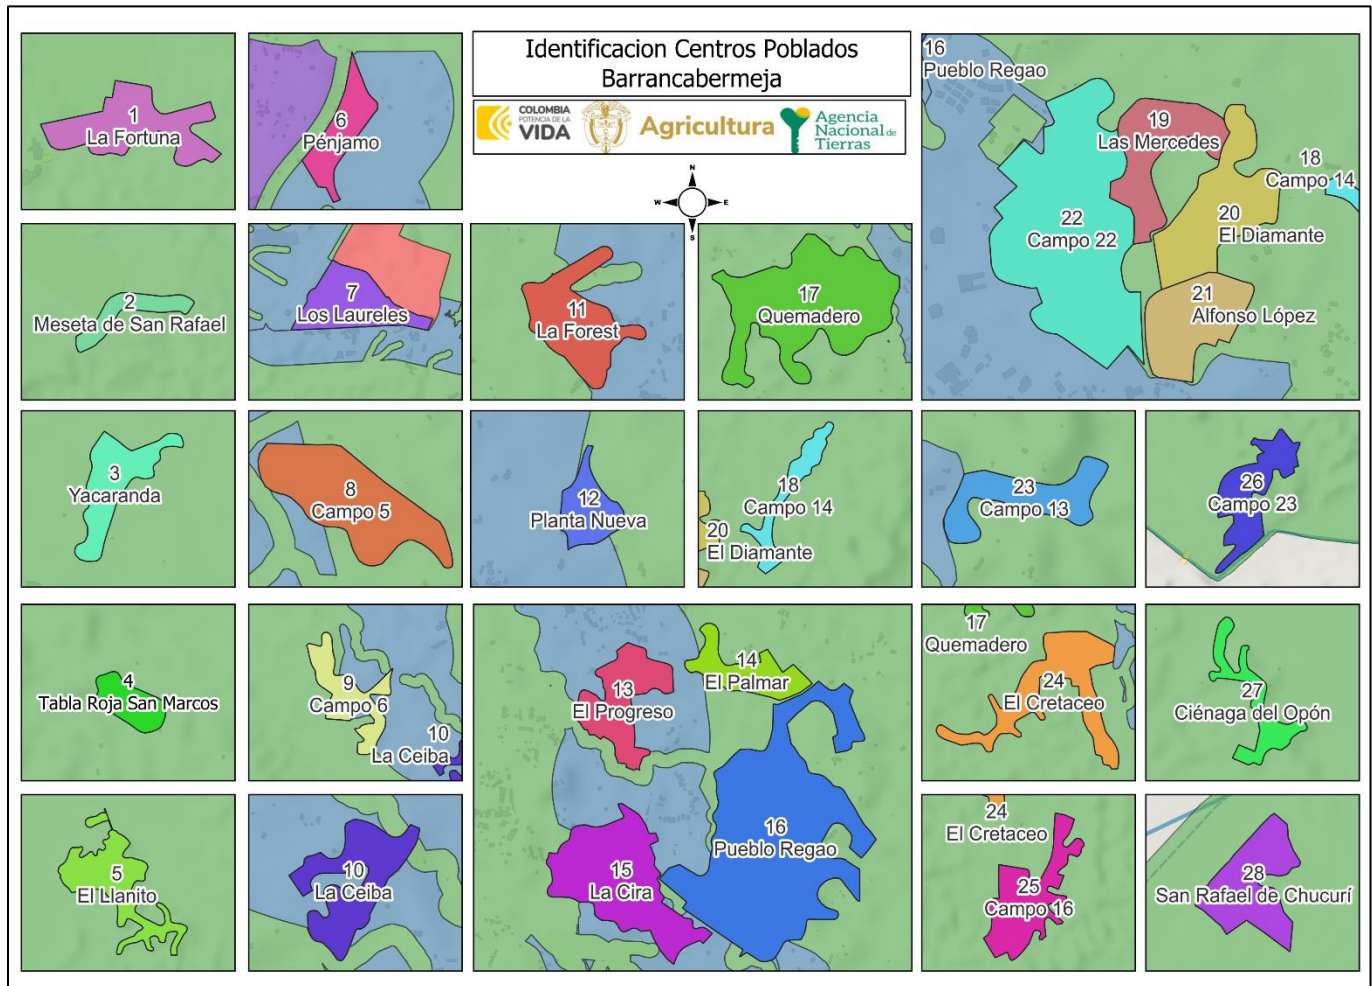 Identificacion Centros Poblados
Barrancabermeja
COLOMBIA
POTENCIA DE LA
VIDA
Agricultura
Agencia
Nacional de
Tierras
N
W
E
S
1
La Fortuna
6
Pénjamo
16
Pueblo Regao
19
Las Mercedes
18
Campo 14
22
Campo 22
20
El Diamante
21
Alfonso López
2
Meseta de San Rafael
7
Los Laureles
11
La Forest
17
Quemadero
3
Yacaranda
8
Campo 5
12
Planta Nueva
18
Campo 14
20
El Diamante
23
Campo 13
26
Campo 23
4
Tabla Roja San Marcos
9
Campo 6
10
La Ceiba
13
El Progreso
14
El Palmar
15
La Cira
16
Pueblo Regao
17
Quemadero
24
El Cretaceo
27
Ciénaga del Opón
5
El Llanito
10
La Ceiba
24
El Cretaceo
25
Campo 16
28
San Rafael de Chucurí